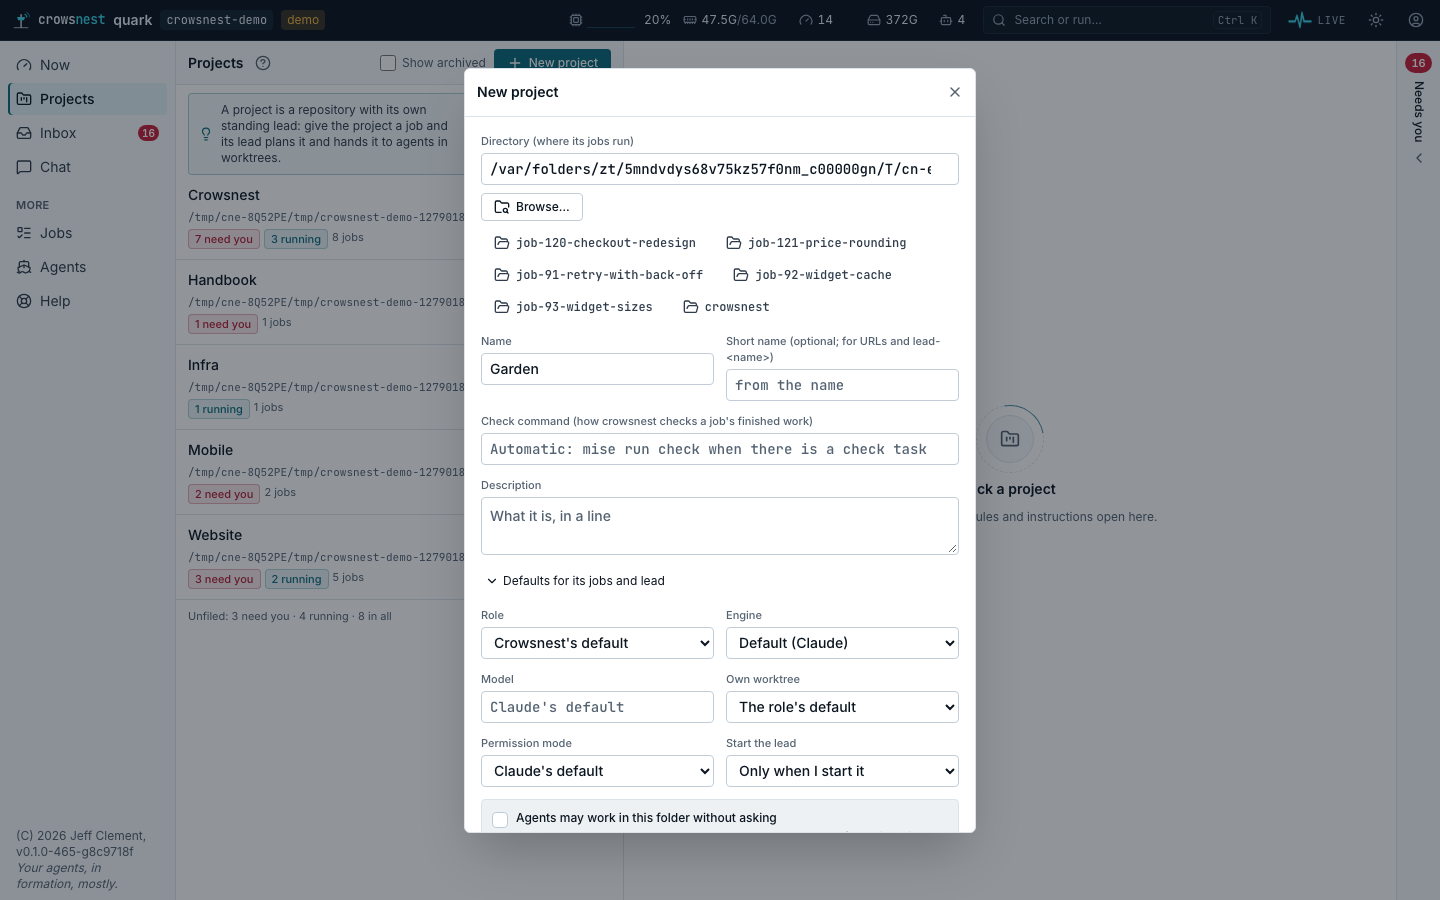 crowsnest quark crowsnest-demo demo 20% 47.5G/64.0G 14 372G 4 Search or run... Ctrl K LIVE
Now
Projects
Inbox 16
Chat
MORE
Jobs
Agents
Help
(C) 2026 Jeff Clement,
v0.1.0-465-g8c9718f
Your agents, in
formation, mostly.
Projects Show archived New project
A project is a repository with its own
standing lead: give the project a job and
its lead plans it and hands it to agents in
worktrees.
Crowsnest
/tmp/cne-8Q52PE/tmp/crowsnest-demo-1279018
7 need you 3 running 8 jobs
Handbook
/tmp/cne-8Q52PE/tmp/crowsnest-demo-1279018
1 need you 1 jobs
Infra
/tmp/cne-8Q52PE/tmp/crowsnest-demo-1279018
1 running 1 jobs
Mobile
/tmp/cne-8Q52PE/tmp/crowsnest-demo-1279018
2 need you 2 jobs
Website
/tmp/cne-8Q52PE/tmp/crowsnest-demo-1279018
3 need you 2 running 5 jobs
Unfiled: 3 need you · 4 running · 8 in all
New project
Directory (where its jobs run)
/var/folders/zt/5mndvdys68v75kz57f0nm_c00000gn/T/cn-e
Browse...
job-120-checkout-redesign job-121-price-rounding
job-91-retry-with-back-off job-92-widget-cache
job-93-widget-sizes crowsnest
Name
Garden
Short name (optional; for URLs and lead-
<name>)
from the name
Check command (how crowsnest checks a job's finished work)
Automatic: mise run check when there is a check task
Description
What it is, in a line
Defaults for its jobs and lead
Role Engine
Crowsnest's default Default (Claude)
Model Own worktree
Claude's default The role's default
Permission mode Start the lead
Claude's default Only when I start it
Agents may work in this folder without asking
ck a project
ules and instructions open here.
16
Needs you